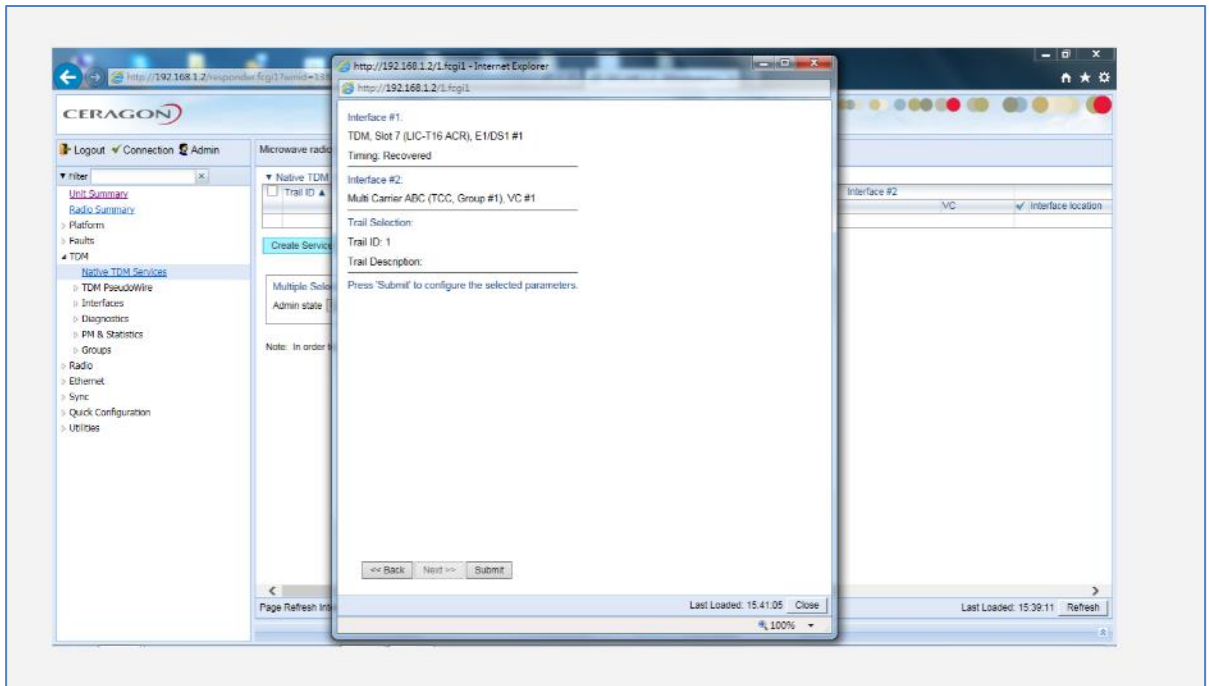 http://192.168.1.2/responder.fcgi1?winid=138
http://192.168.1.2/1.fcgi1 - Internet Explorer
http://192.168.1.2/1.fcgi1
CERAGON
Logout Connection Admin
Microwave radio
Filter
Unit Summary
Radio Summary
Platform
Faults
TDM
Native TDM Services
TDM PseudoWire
Interfaces
Diagnostics
PM & Statistics
Groups
Radio
Ethernet
Sync
Quick Configuration
Utilities
Native TDM
Trail ID
Create Service
Multiple
Admin state
Note: In order
Page Refresh
Interface #1:
TDM, Slot 7 (LIC-T16 ACR), E1/DS1 #1
Timing: Recovered
Interface #2:
Multi Carrier ABC (TCC, Group #1), VC #1
Trail Selection:
Trail ID: 1
Trail Description:
Press 'Submit' to configure the selected parameters.
<< Back Next >> Submit
Last Loaded: 15:41:05 Close
100%
Interface #2
VC Interface location
Last Loaded: 15:39:11 Refresh